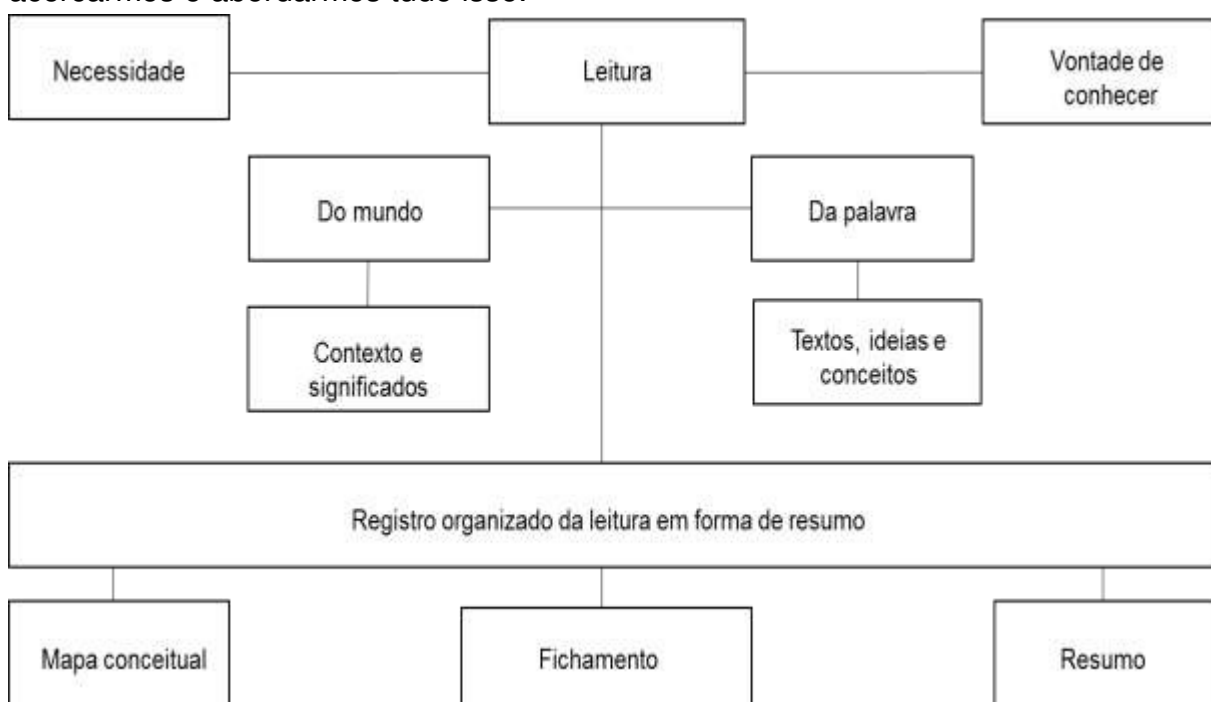 Necessidade
Leitura
Vontade de
conhecer
Do mundo
Da palavra
Contexto e
significados
Textos, ideias e
conceitos
Registro organizado da leitura em forma de resumo
Mapa conceitual
Fichamento
Resumo